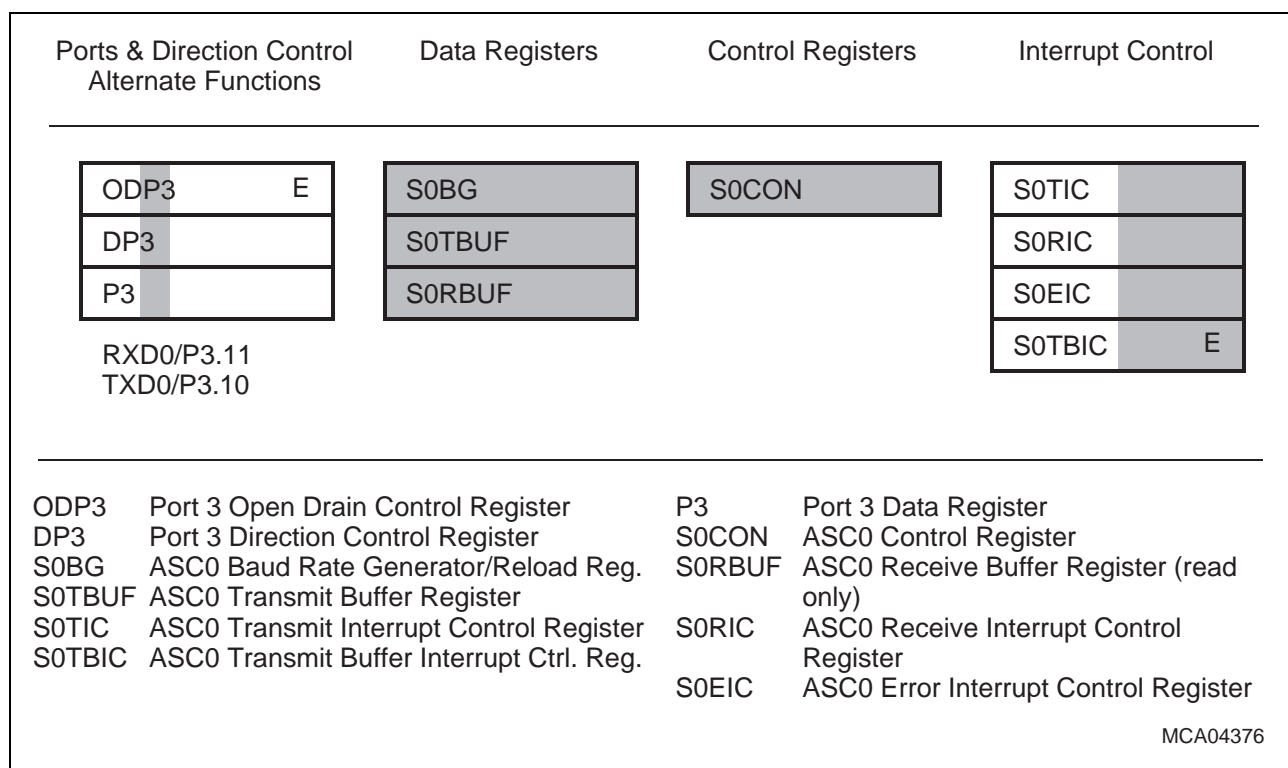 Ports & Direction Control
Alternate Functions
Data Registers
Control Registers
Interrupt Control
ODP3 E
DP3
P3
RXD0/P3.11
TXD0/P3.10
S0BG
S0TBUF
S0RBUF
S0CON
S0TIC
S0RIC
S0EIC
S0TBIC E
ODP3 Port 3 Open Drain Control Register
DP3 Port 3 Direction Control Register
S0BG ASC0 Baud Rate Generator/Reload Reg.
S0TBUF ASC0 Transmit Buffer Register
S0TIC ASC0 Transmit Interrupt Control Register
S0TBIC ASC0 Transmit Buffer Interrupt Ctrl. Reg.
P3 Port 3 Data Register
S0CON ASC0 Control Register
S0RBUF ASC0 Receive Buffer Register (read
only)
S0RIC ASC0 Receive Interrupt Control
Register
S0EIC ASC0 Error Interrupt Control Register
MCA04376